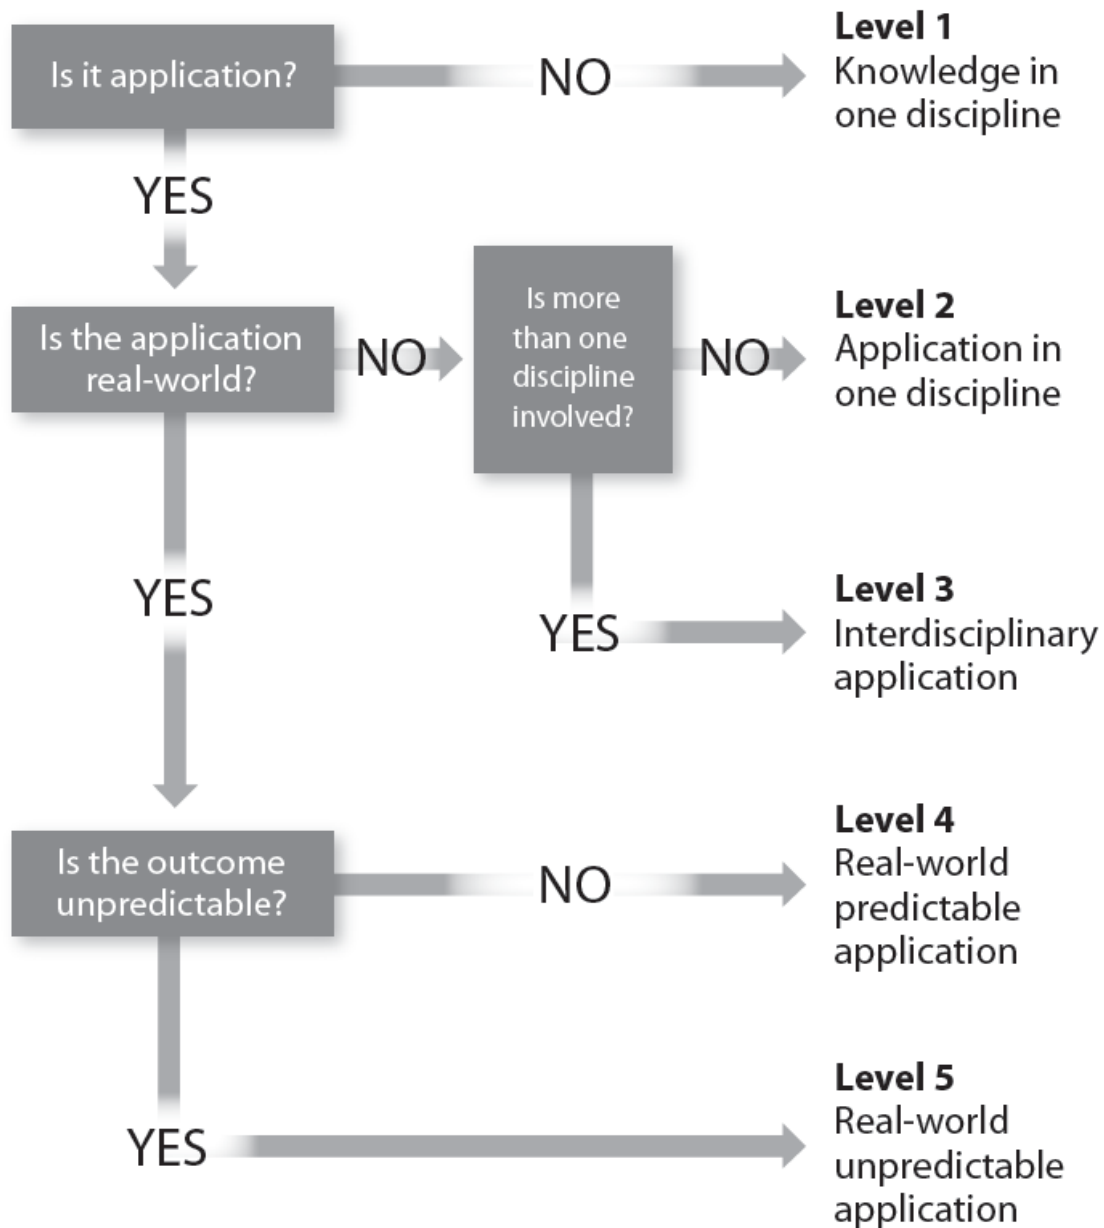 Is it application?
NO
Level 1
Knowledge in
one discipline
YES
Is the application
real-world?
NO
Is more
than one
discipline
involved?
NO
Level 2
Application in
one discipline
YES
YES
Level 3
Interdisciplinary
application
Is the outcome
unpredictable?
NO
Level 4
Real-world
predictable
application
YES
Level 5
Real-world
unpredictable
application